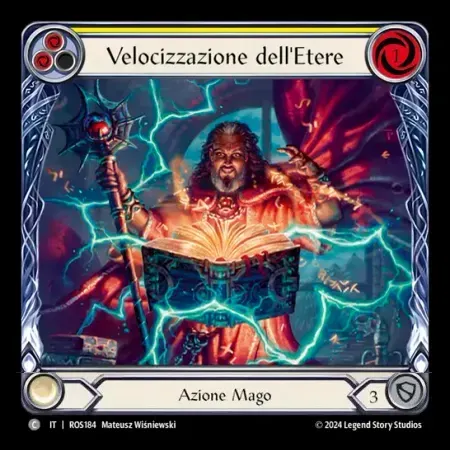 Velocizzazione dell'Etere
1
Azione Mago
3
C IT | ROS184 Mateusz Wiśniewski
© 2024 Legend Story Studios